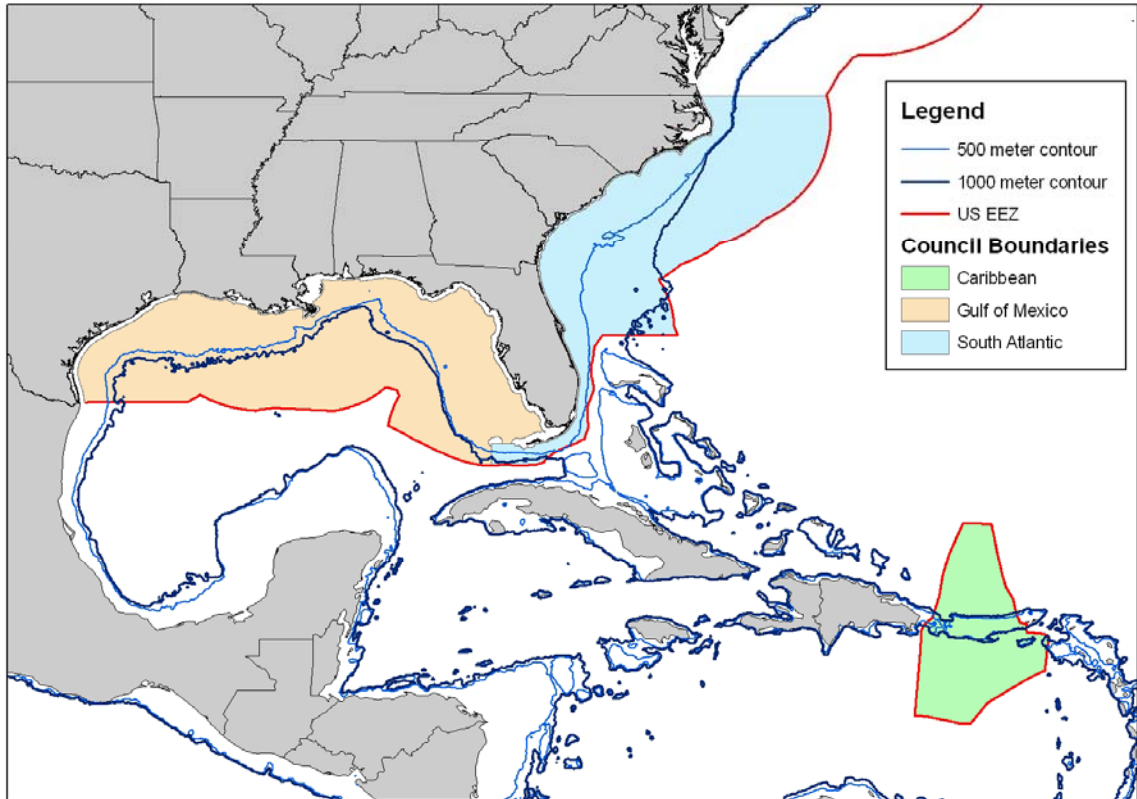 Legend
500 meter contour
1000 meter contour
US EEZ
Council Boundaries
Caribbean
Gulf of Mexico
South Atlantic